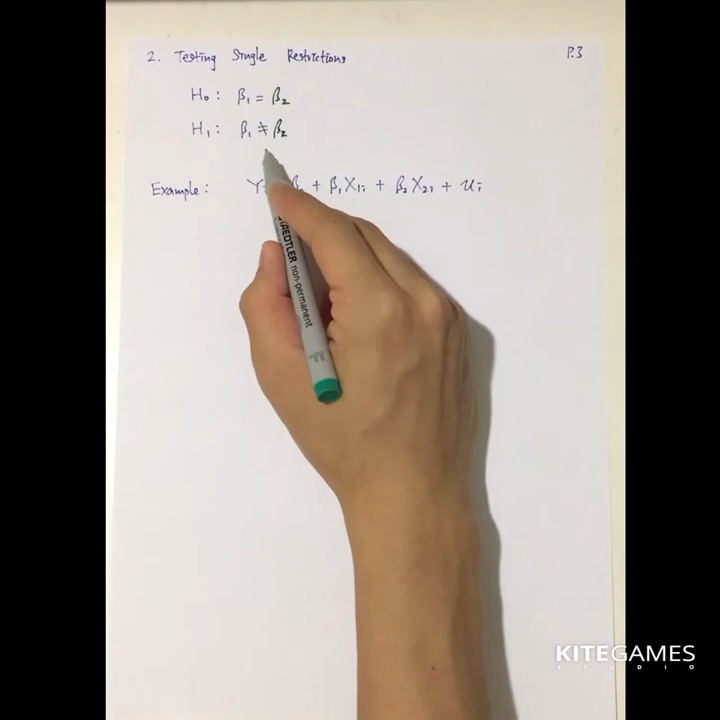 2. Testing Single Restrictions P.3
H₀: β₁ = β₂
H₁: β₁ ≠ β₂
Example: Y + β₁X₁ᵢ + β₂X₂ᵢ + uᵢ
STAEDTLER non-permanent F
KITEGAMES
STUDIO